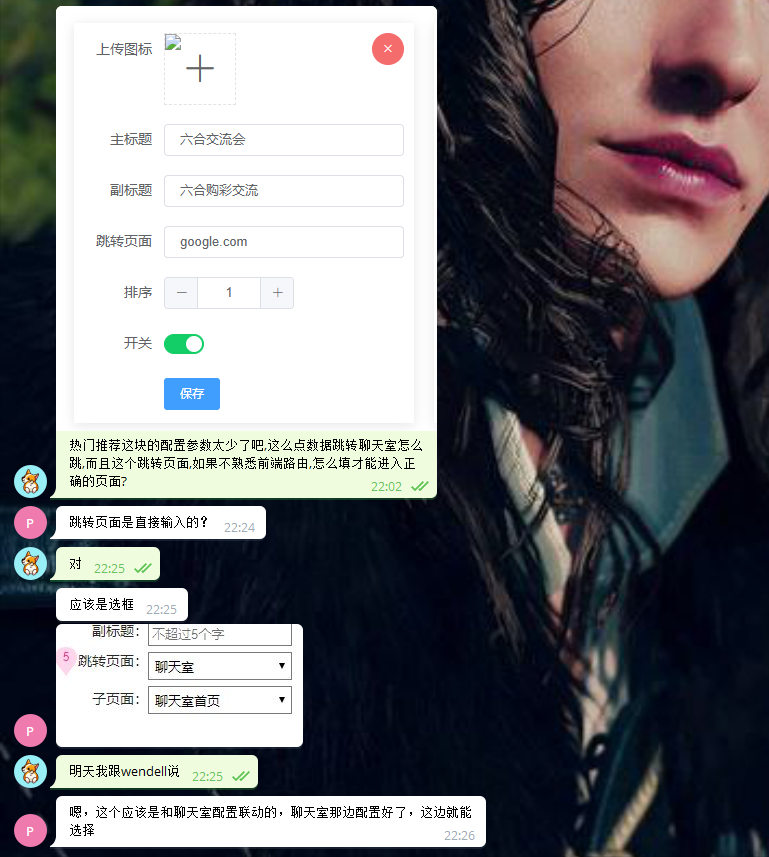 上传图标
主标题 六合交流会
副标题 六合购彩交流
跳转页面 google.com
排序 1
开关
保存
热门推荐这块的配置参数太少了吧,这么点数据跳转聊天室怎么
跳,而且这个跳转页面,如果不熟悉前端路由,怎么填才能进入正
确的页面?
22:02
P
跳转页面是直接输入的？ 22:24
对 22:25
应该是选框 22:25
副标题： 不超过5个字
5
跳转页面： 聊天室
子页面： 聊天室首页
P
明天我跟wendell说 22:25
嗯，这个应该是和聊天室配置联动的，聊天室那边配置好了，这边就能
选择
P
22:26